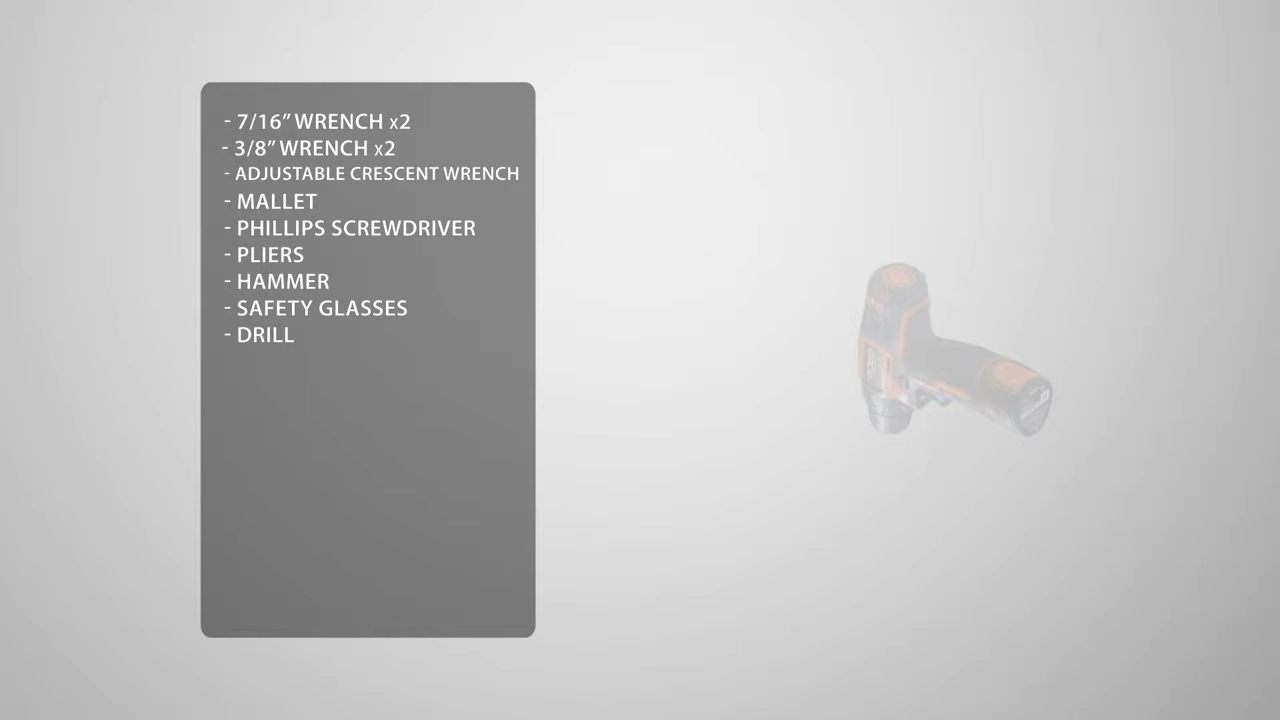 - 7/16” WRENCH x2
- 3/8” WRENCH x2
- ADJUSTABLE CRESCENT WRENCH
- MALLET
- PHILLIPS SCREWDRIVER
- PLIERS
- HAMMER
- SAFETY GLASSES
- DRILL